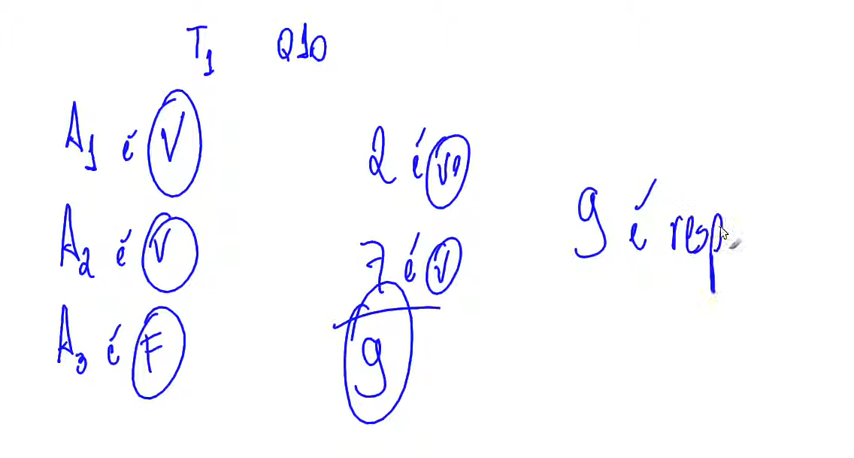 T1 Q10
A1 é V
2 é V
A2 é V
7 é V
A3 é F
9
9 é resp